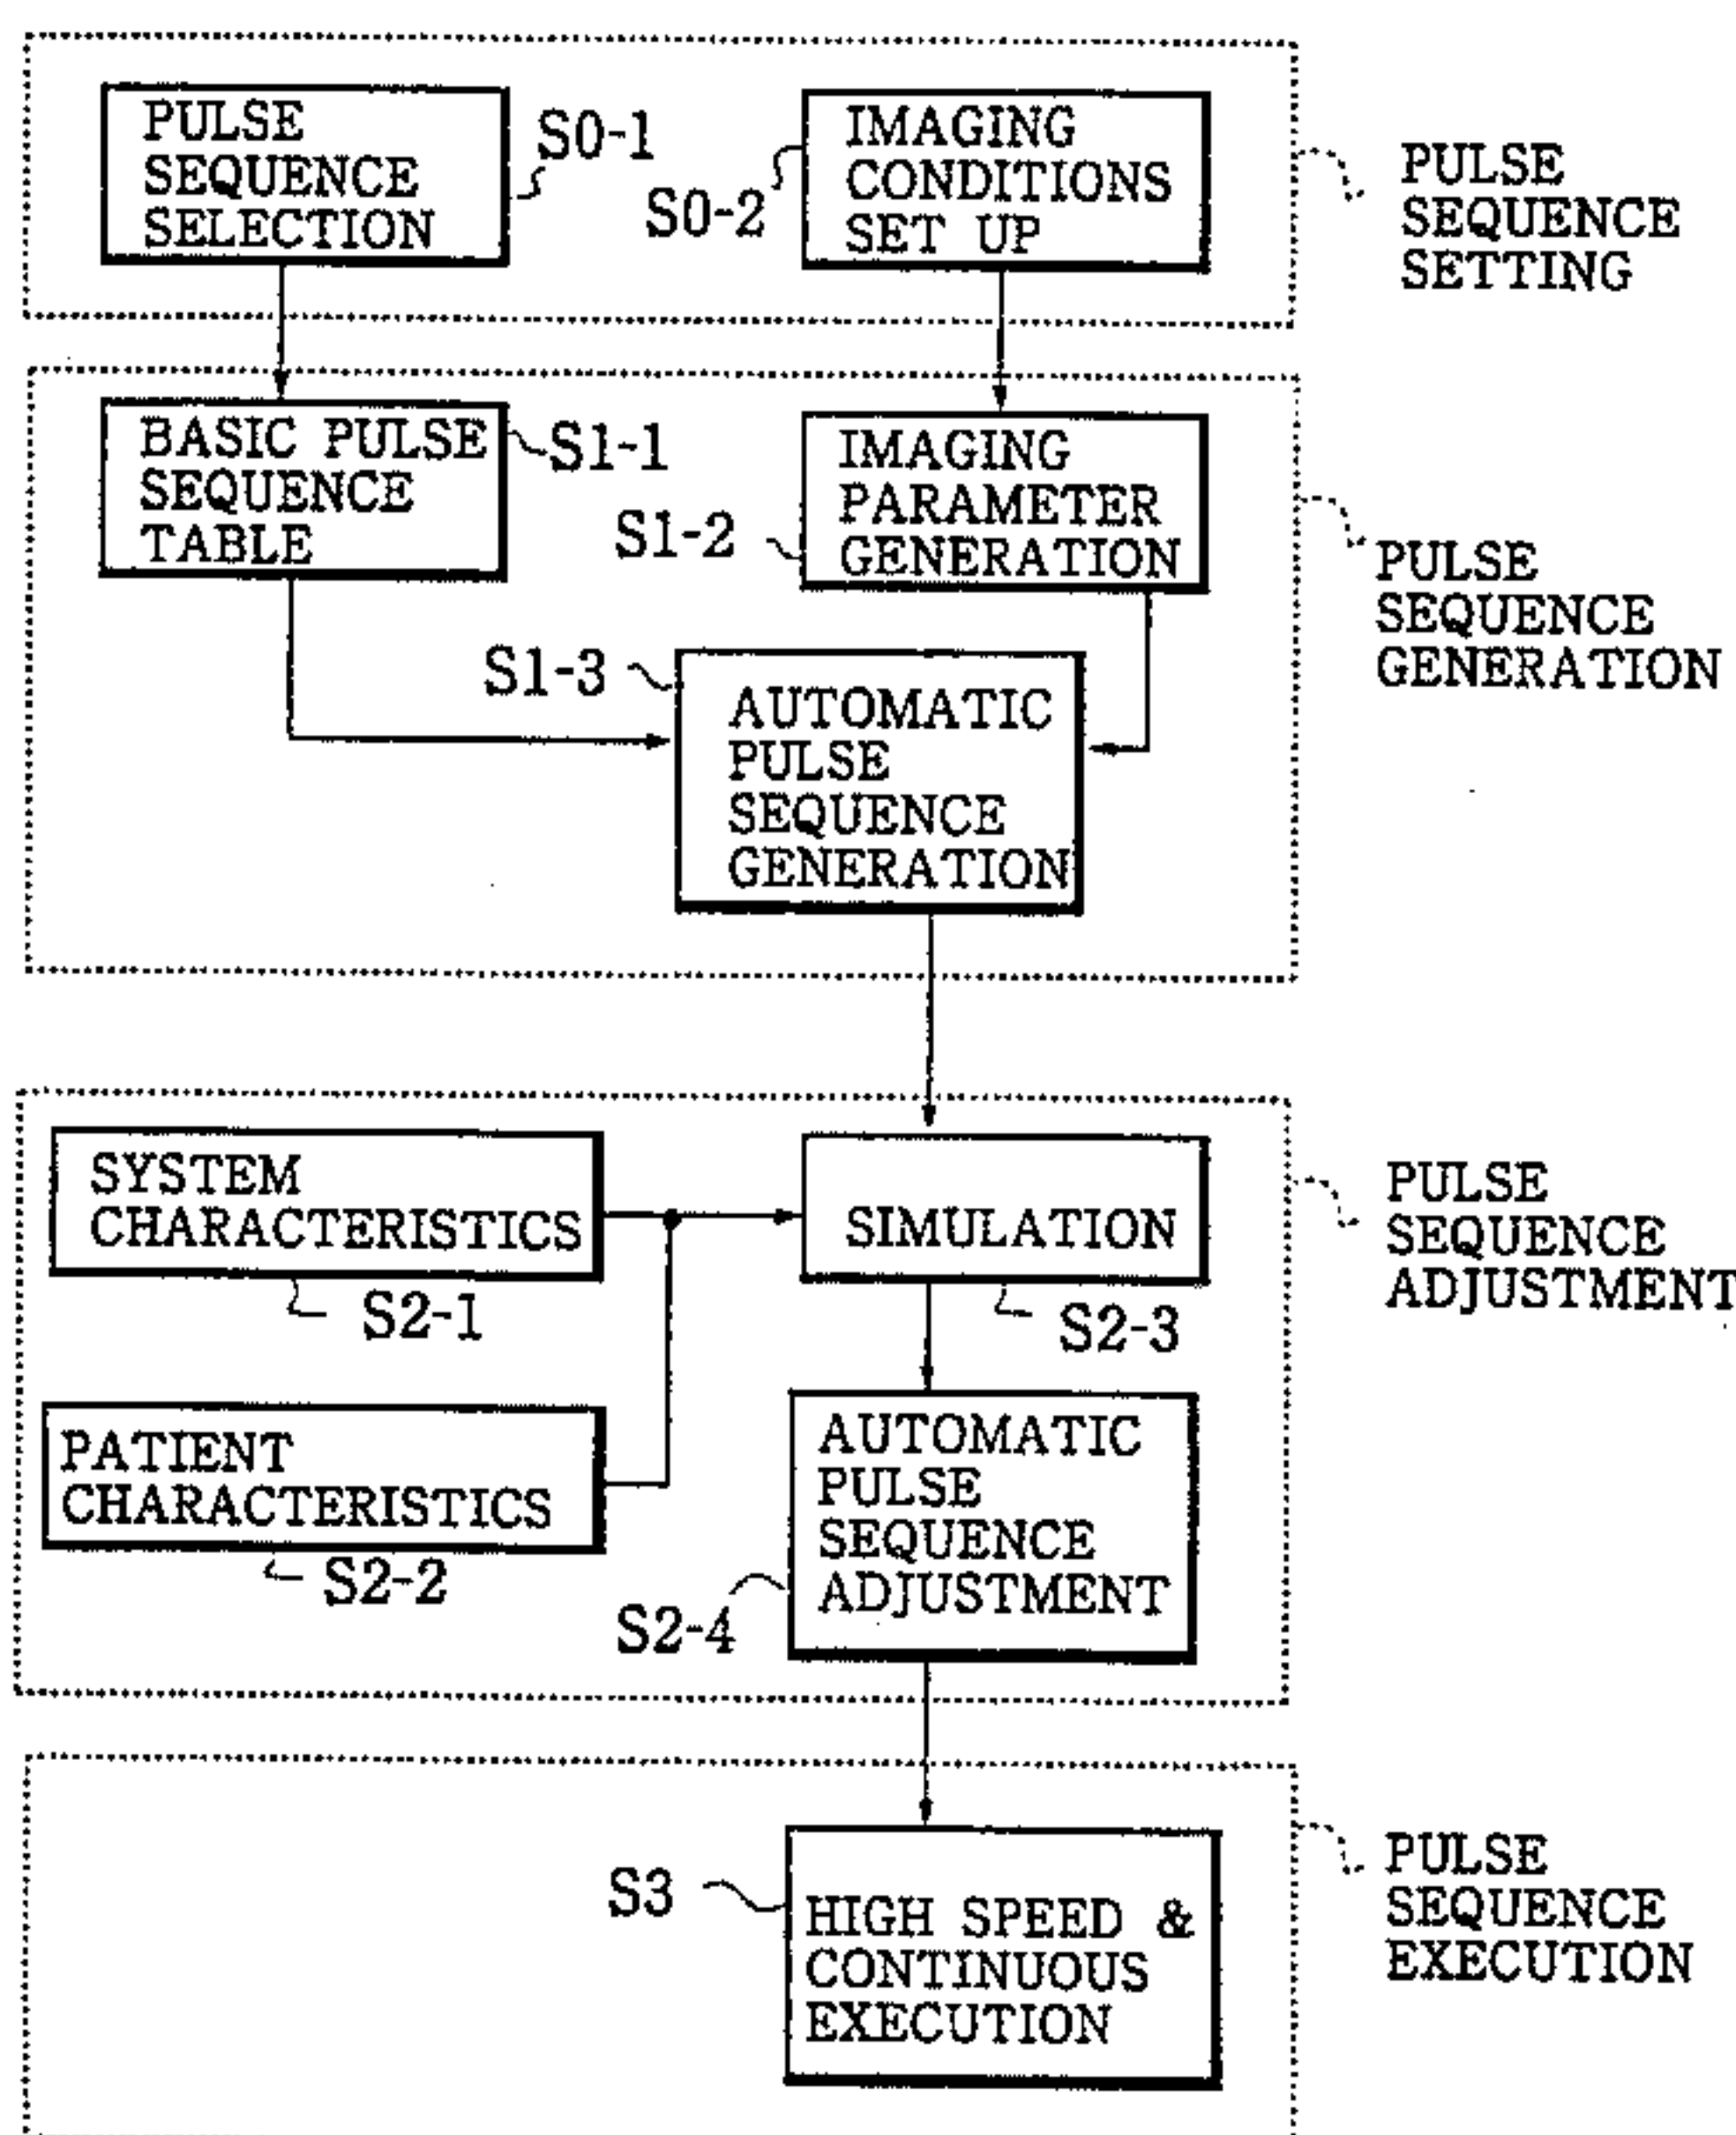 PULSE
SEQUENCE
SELECTION
S0-1
S0-2
IMAGING
CONDITIONS
SET UP
PULSE
SEQUENCE
SETTING
BASIC PULSE
SEQUENCE
TABLE
S1-1
S1-2
IMAGING
PARAMETER
GENERATION
PULSE
SEQUENCE
GENERATION
S1-3
AUTOMATIC
PULSE
SEQUENCE
GENERATION
SYSTEM
CHARACTERISTICS
S2-1
SIMULATION
S2-3
PULSE
SEQUENCE
ADJUSTMENT
PATIENT
CHARACTERISTICS
S2-2
AUTOMATIC
PULSE
SEQUENCE
ADJUSTMENT
S2-4
S3
HIGH SPEED &
CONTINUOUS
EXECUTION
PULSE
SEQUENCE
EXECUTION